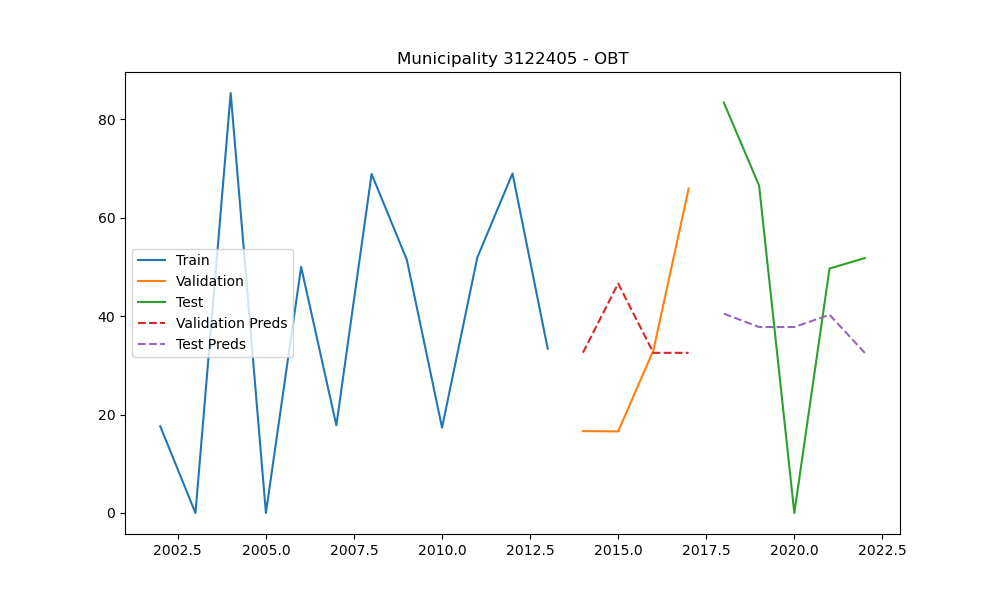 Municipality 3122405 - OBT
80
60
40
20
0
Train
Validation
Test
Validation Preds
Test Preds
2002.5 2005.0 2007.5 2010.0 2012.5 2015.0 2017.5 2020.0 2022.5